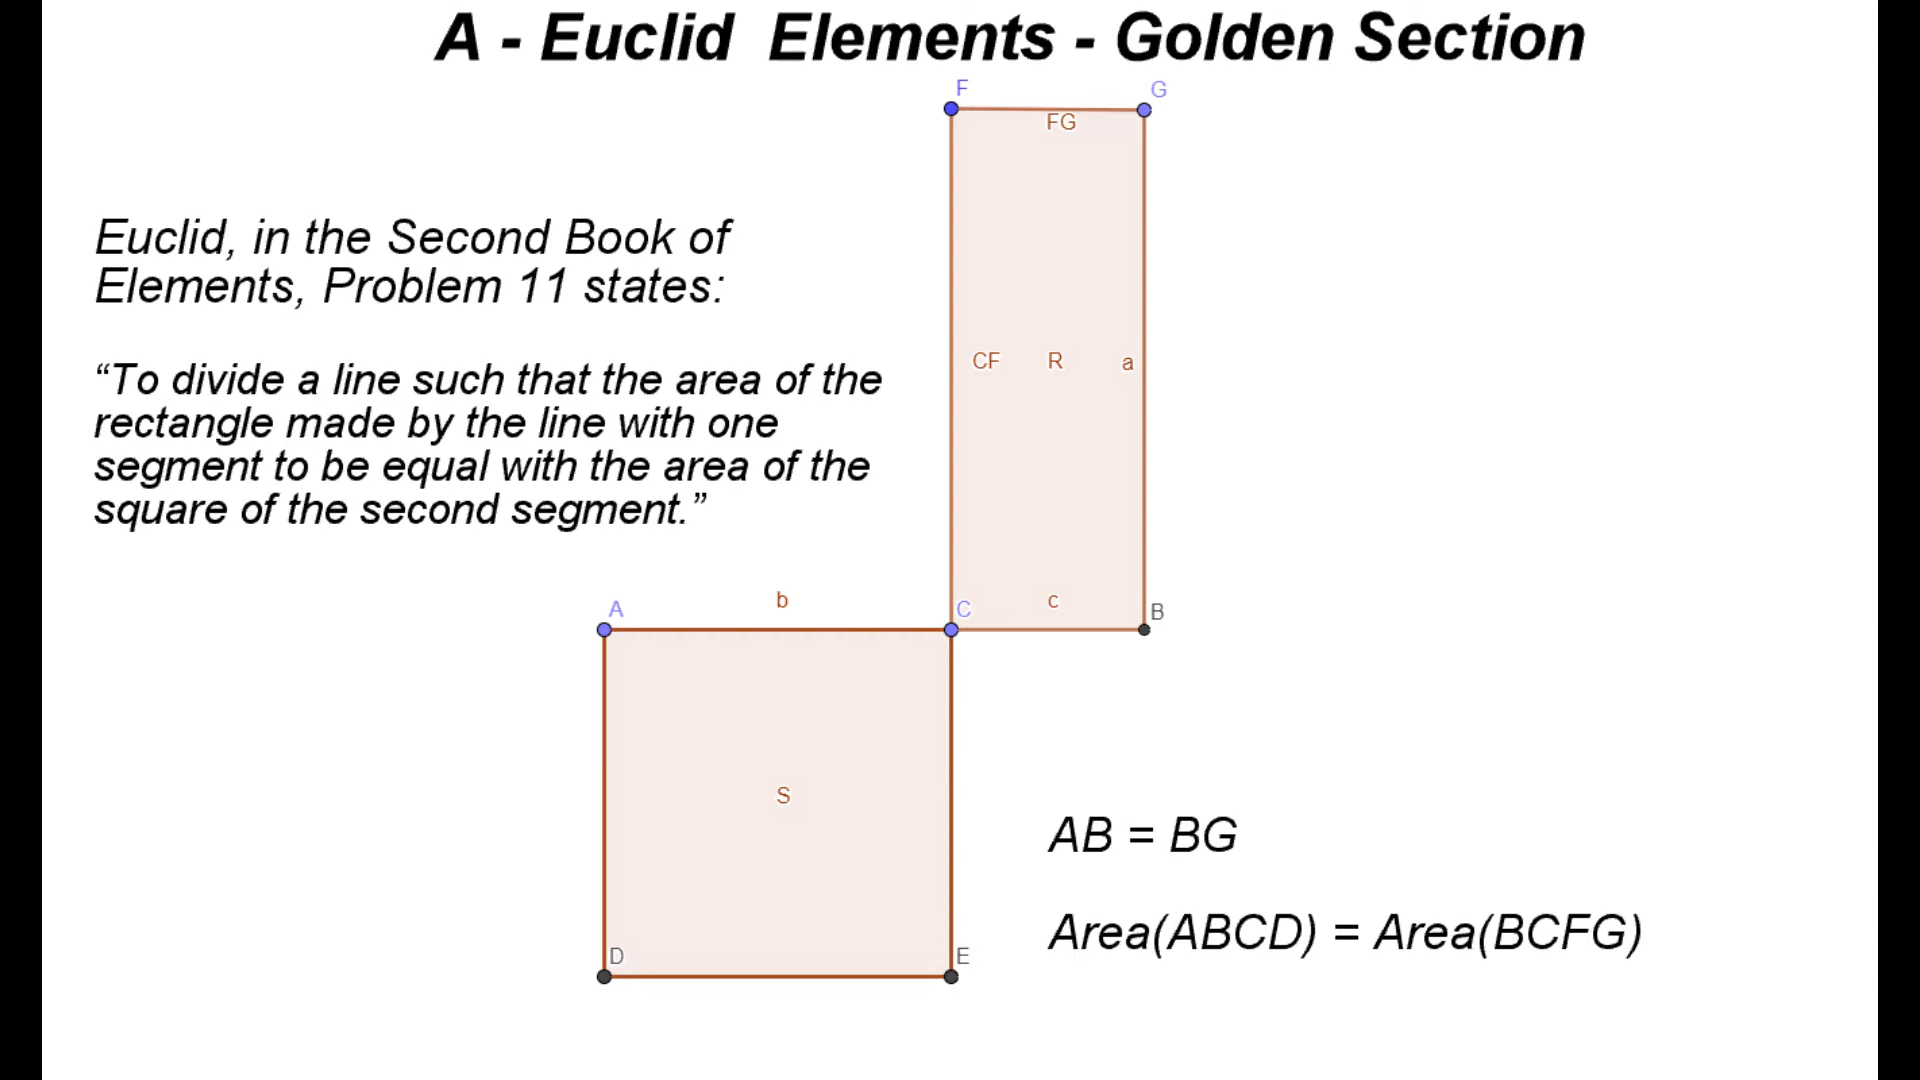 A - Euclid Elements - Golden Section
F
G
FG
Euclid, in the Second Book of
Elements, Problem 11 states:
CF R a
“To divide a line such that the area of the
rectangle made by the line with one
segment to be equal with the area of the
square of the second segment.”
A b C c B
S
AB = BG
Area(ABCD) = Area(BCFG)
D E